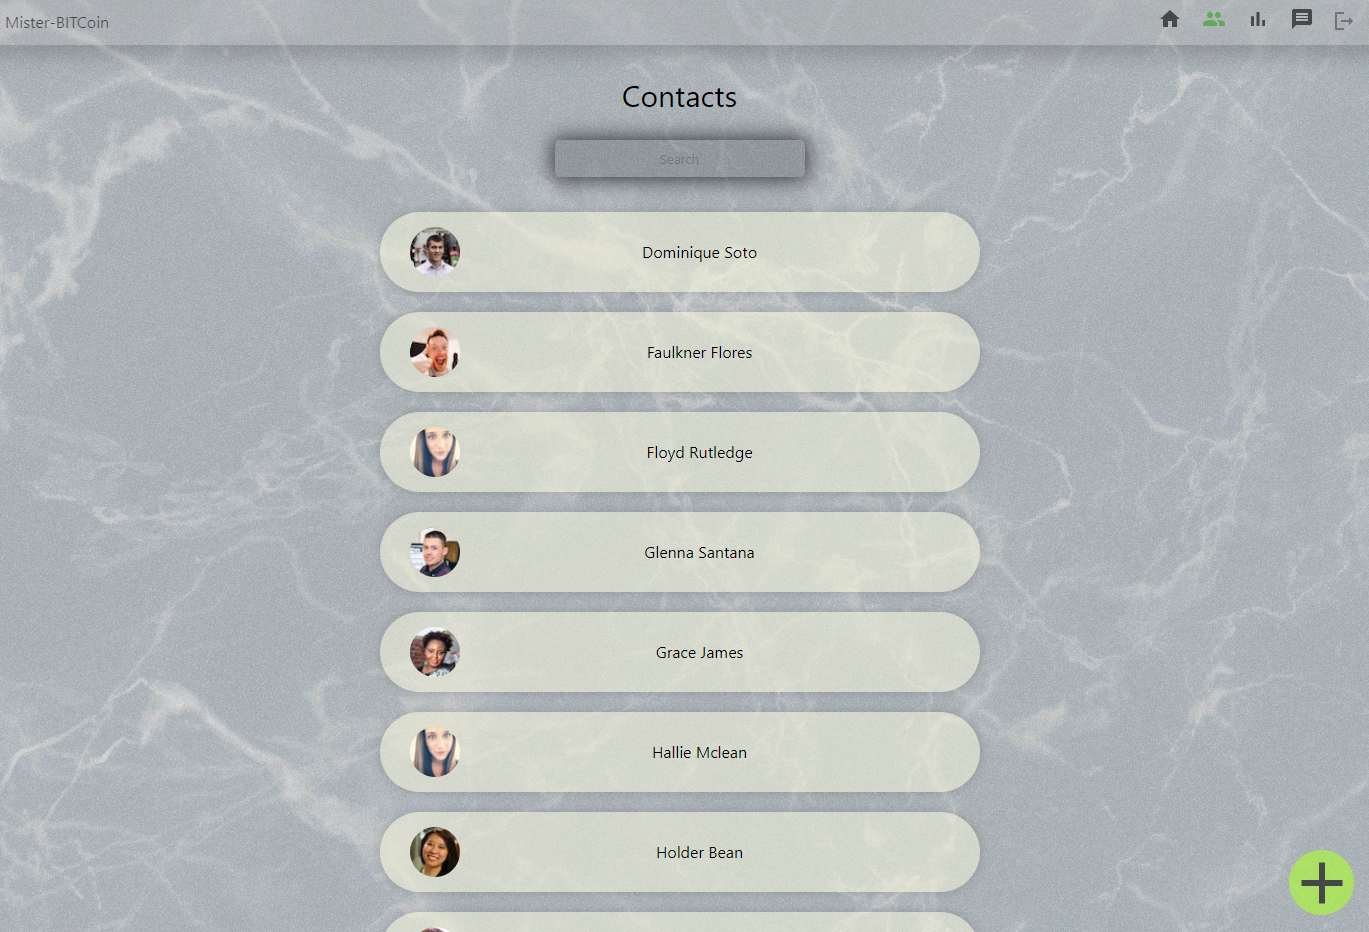 Mister-BITCoin
Contacts
Search
Dominique Soto
Faulkner Flores
Floyd Rutledge
Glenna Santana
Grace James
Hallie Mclean
Holder Bean